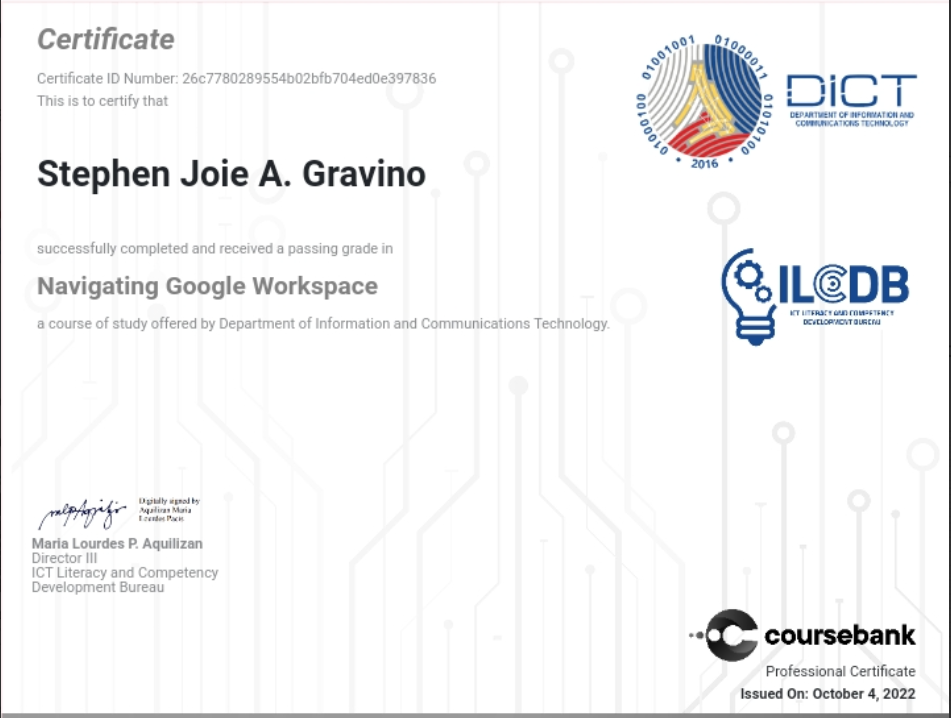 Certificate
Certificate ID Number: 26c7780289554b02bfb704ed0e397836
This is to certify that
Stephen Joie A. Gravino
successfully completed and received a passing grade in
Navigating Google Workspace
a course of study offered by Department of Information and Communications Technology.
01000100 01001001 01000011 01010100
• 2016 •
DICT
DEPARTMENT OF INFORMATION AND
COMMUNICATIONS TECHNOLOGY
ILCDB
ICT LITERACY AND COMPETENCY
DEVELOPMENT BUREAU
Digitally signed by
Aquilizan Maria
Lourdes Pacis
Maria Lourdes P. Aquilizan
Director III
ICT Literacy and Competency
Development Bureau
coursebank
Professional Certificate
Issued On: October 4, 2022